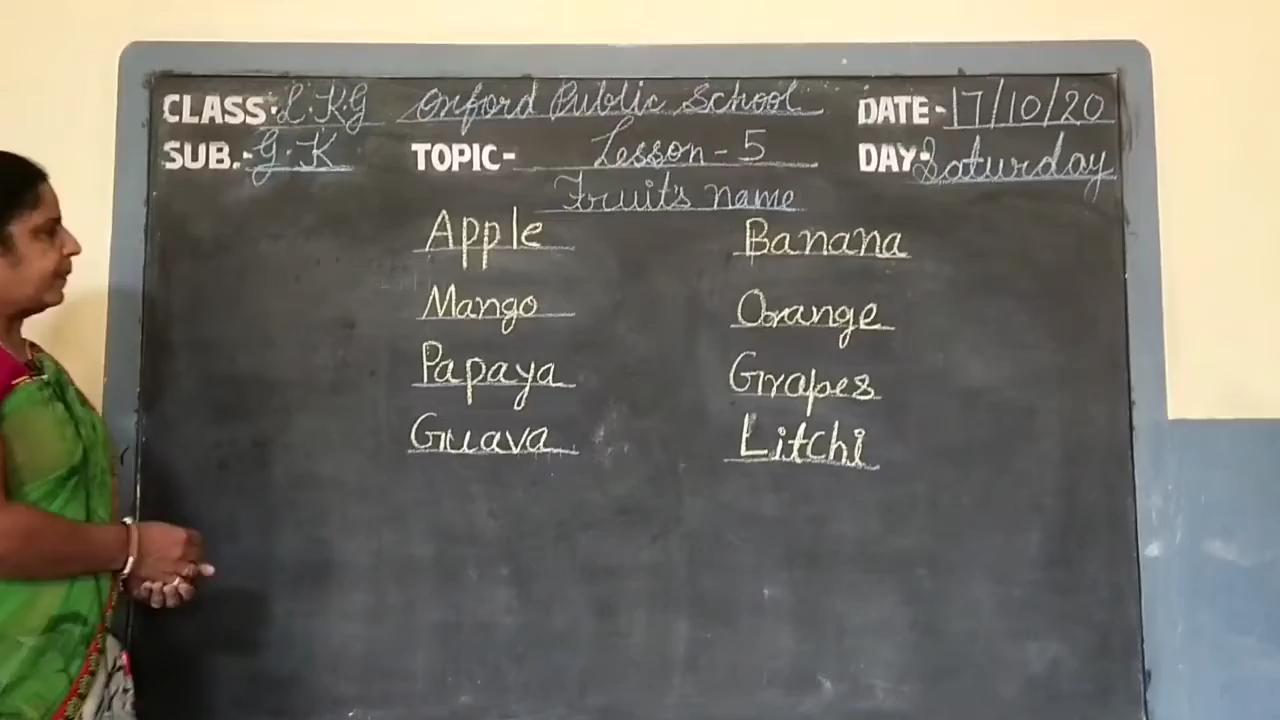 CLASS- L.K.G Oxford Public School DATE- 17/10/20
SUB.- G.K TOPIC- Lesson-5 DAY- Saturday
Fruit's name
Apple Banana
Mango Orange
Papaya Grapes
Guava Litchi